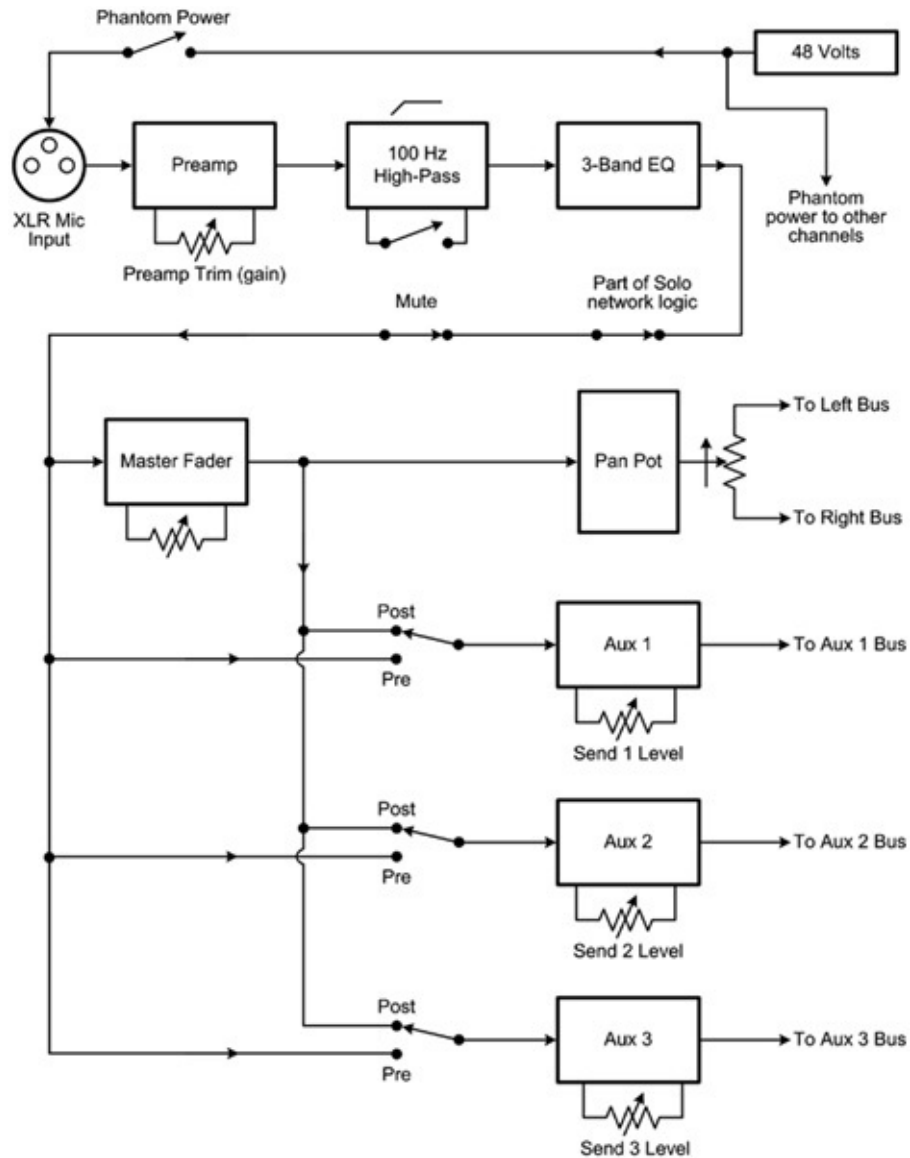 Phantom Power
48 Volts
Preamp
100 Hz
High-Pass
3-Band EQ
XLR Mic
Input
Phantom
power to other
channels
Preamp Trim (gain)
Mute
Part of Solo
network logic
Master Fader
Pan Pot
To Left Bus
To Right Bus
Post
Pre
Aux 1
To Aux 1 Bus
Send 1 Level
Post
Pre
Aux 2
To Aux 2 Bus
Send 2 Level
Post
Pre
Aux 3
To Aux 3 Bus
Send 3 Level